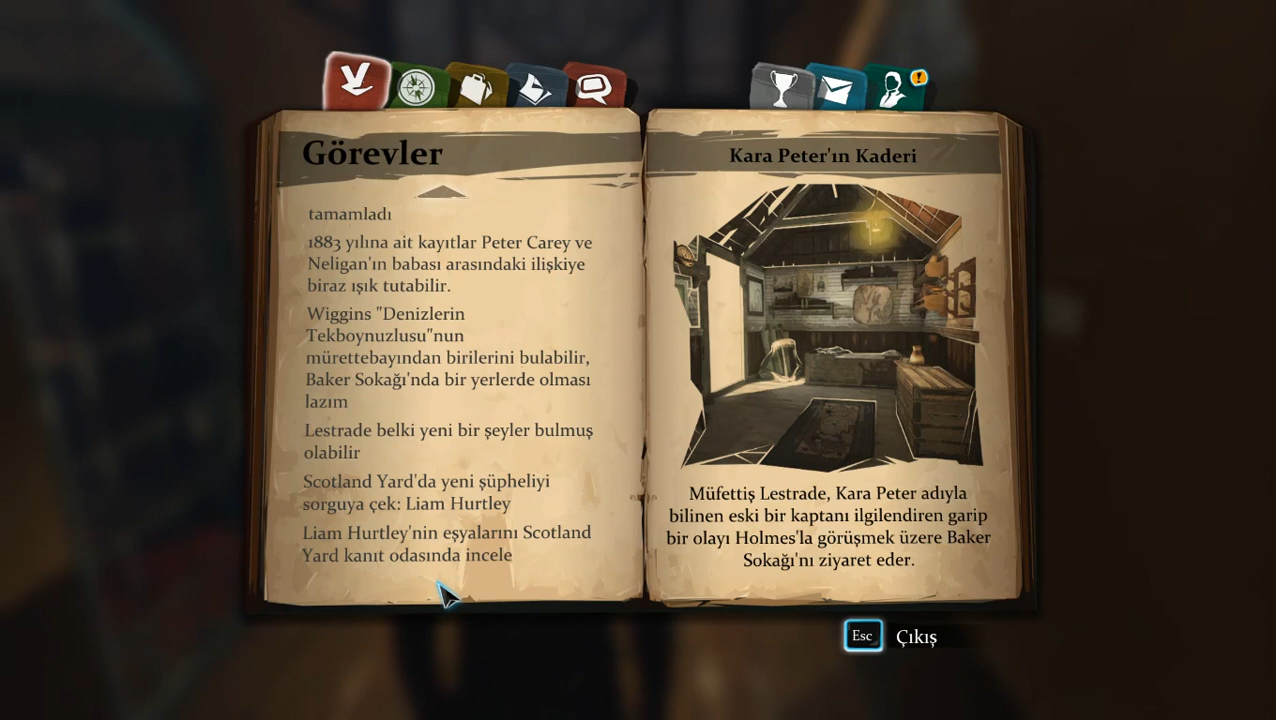 Görevler
tamamladı
1883 yılına ait kayıtlar Peter Carey ve
Neligan'ın babası arasındaki ilişkiye
biraz ışık tutabilir.
Wiggins "Denizlerin
Tekboynuzlusu"nun
mürettebayından birilerini bulabilir,
Baker Sokağı'nda bir yerlerde olması
lazım
Lestrade belki yeni bir şeyler bulmuş
olabilir
Scotland Yard'da yeni şüpheliyi
sorguya çek: Liam Hurtley
Liam Hurtley'nin eşyalarını Scotland
Yard kanıt odasında incele
Kara Peter'ın Kaderi
Müfettiş Lestrade, Kara Peter adıyla
bilinen eski bir kaptanı ilgilendiren garip
bir olayı Holmes'la görüşmek üzere Baker
Sokağı'nı ziyaret eder.
Esc Çıkış